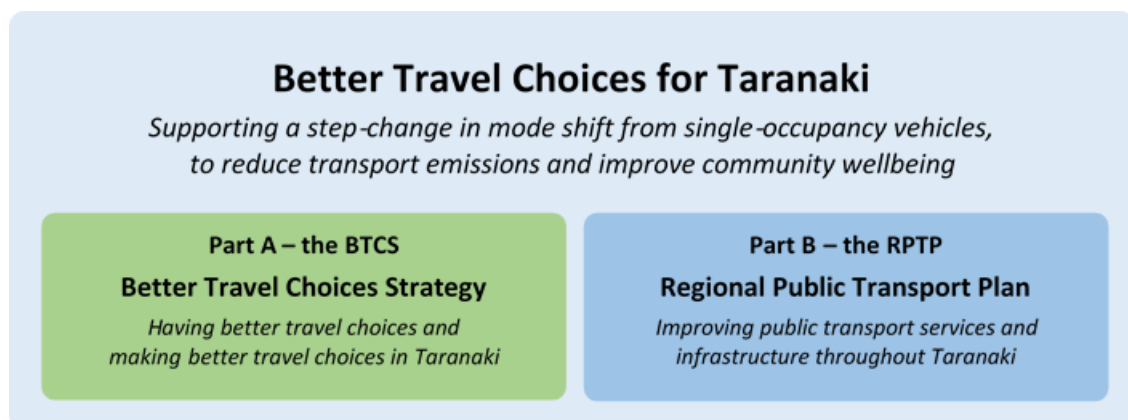 Better Travel Choices for Taranaki
Supporting a step-change in mode shift from single-occupancy vehicles,
to reduce transport emissions and improve community wellbeing
Part A – the BTCS
Better Travel Choices Strategy
Having better travel choices and
making better travel choices in Taranaki
Part B – the RPTP
Regional Public Transport Plan
Improving public transport services and
infrastructure throughout Taranaki